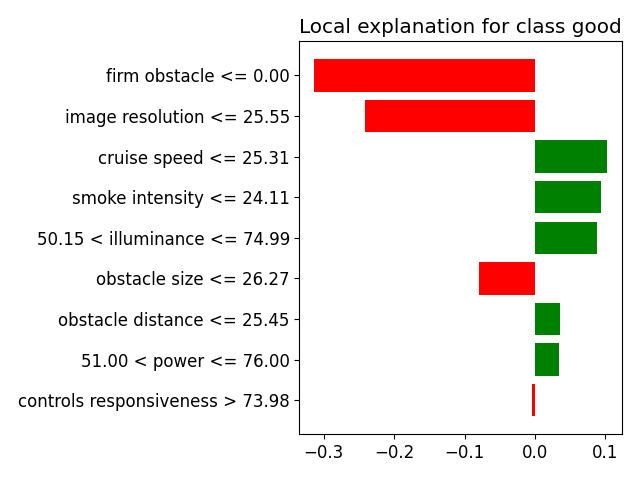 Local explanation for class good
firm obstacle <= 0.00
image resolution <= 25.55
cruise speed <= 25.31
smoke intensity <= 24.11
50.15 < illuminance <= 74.99
obstacle size <= 26.27
obstacle distance <= 25.45
51.00 < power <= 76.00
controls responsiveness > 73.98
−0.3 −0.2 −0.1 0.0 0.1